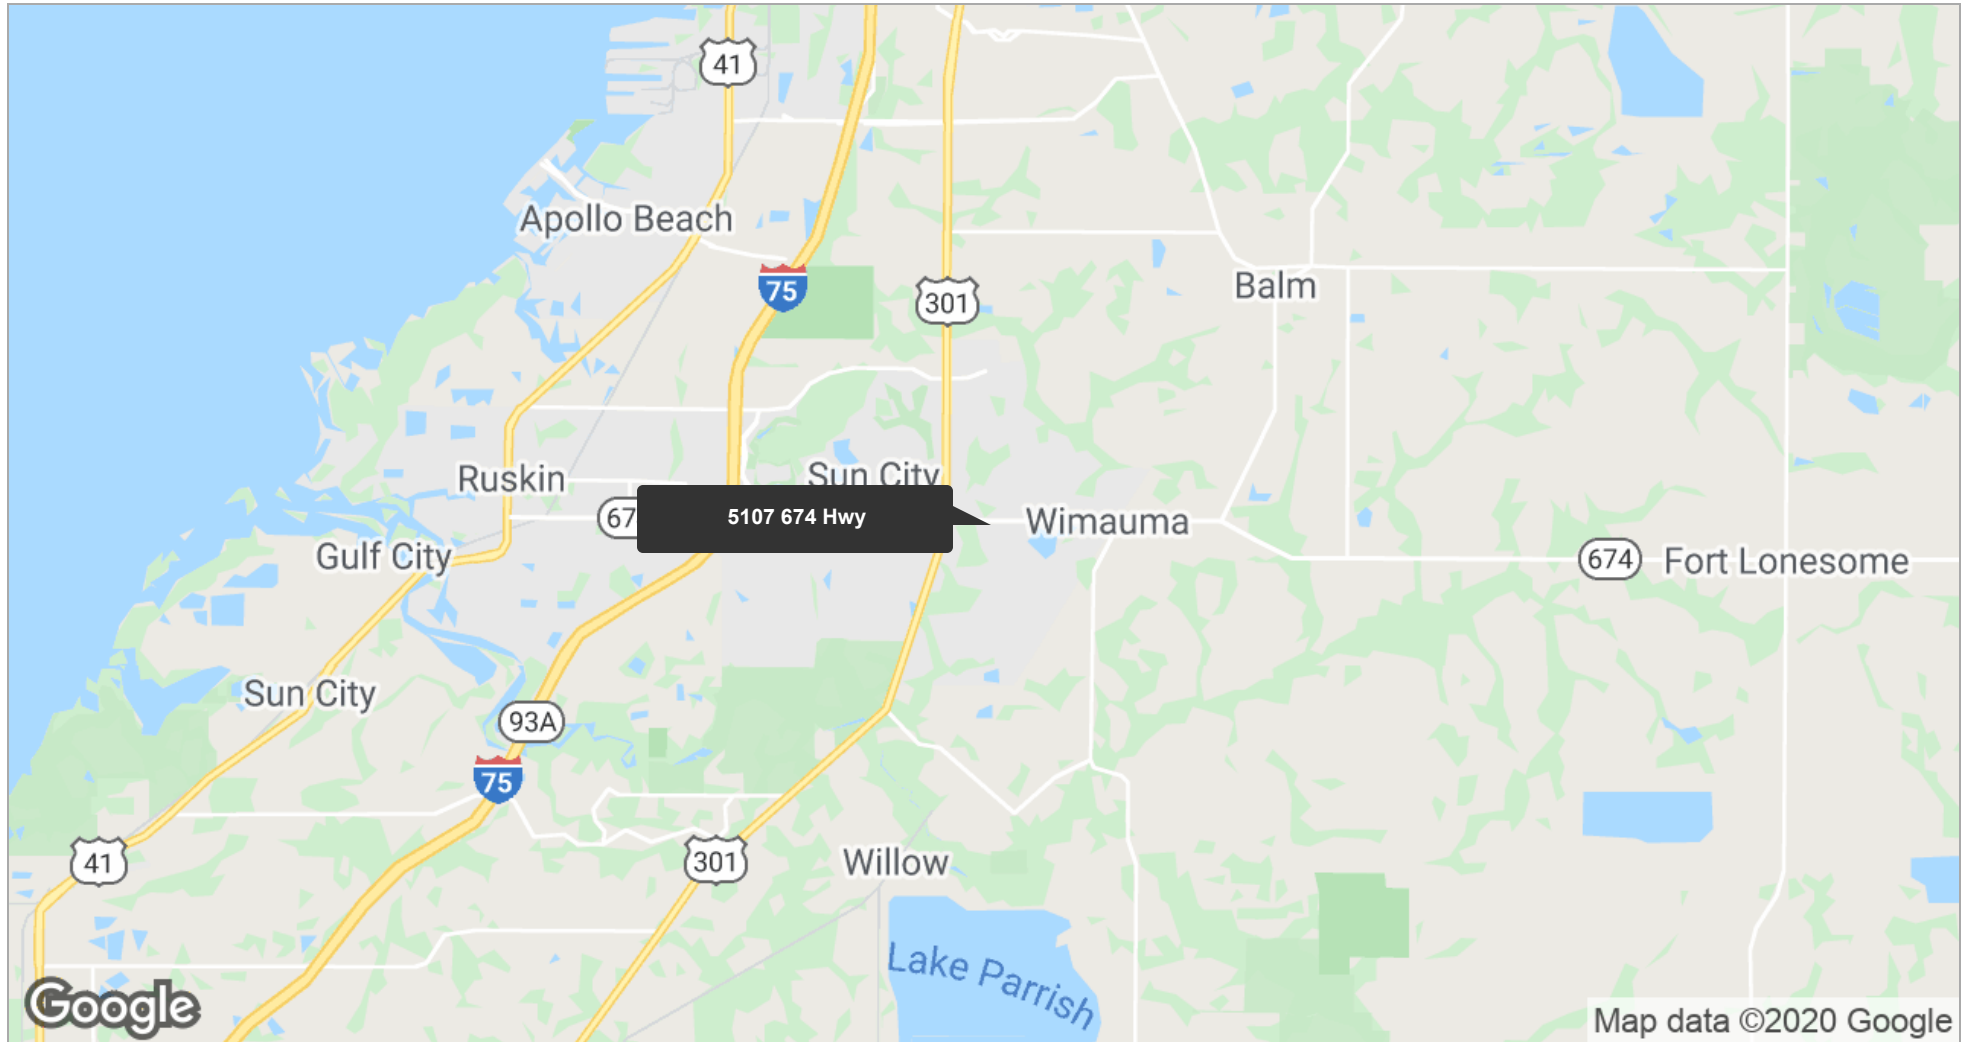 41
Apollo Beach
75
301
Balm
Sun City
Ruskin
67
5107 674 Hwy
Wimauma
Gulf City
674
Fort Lonesome
Sun City
93A
75
41
301
Willow
Lake Parrish
Google
Map data ©2020 Google